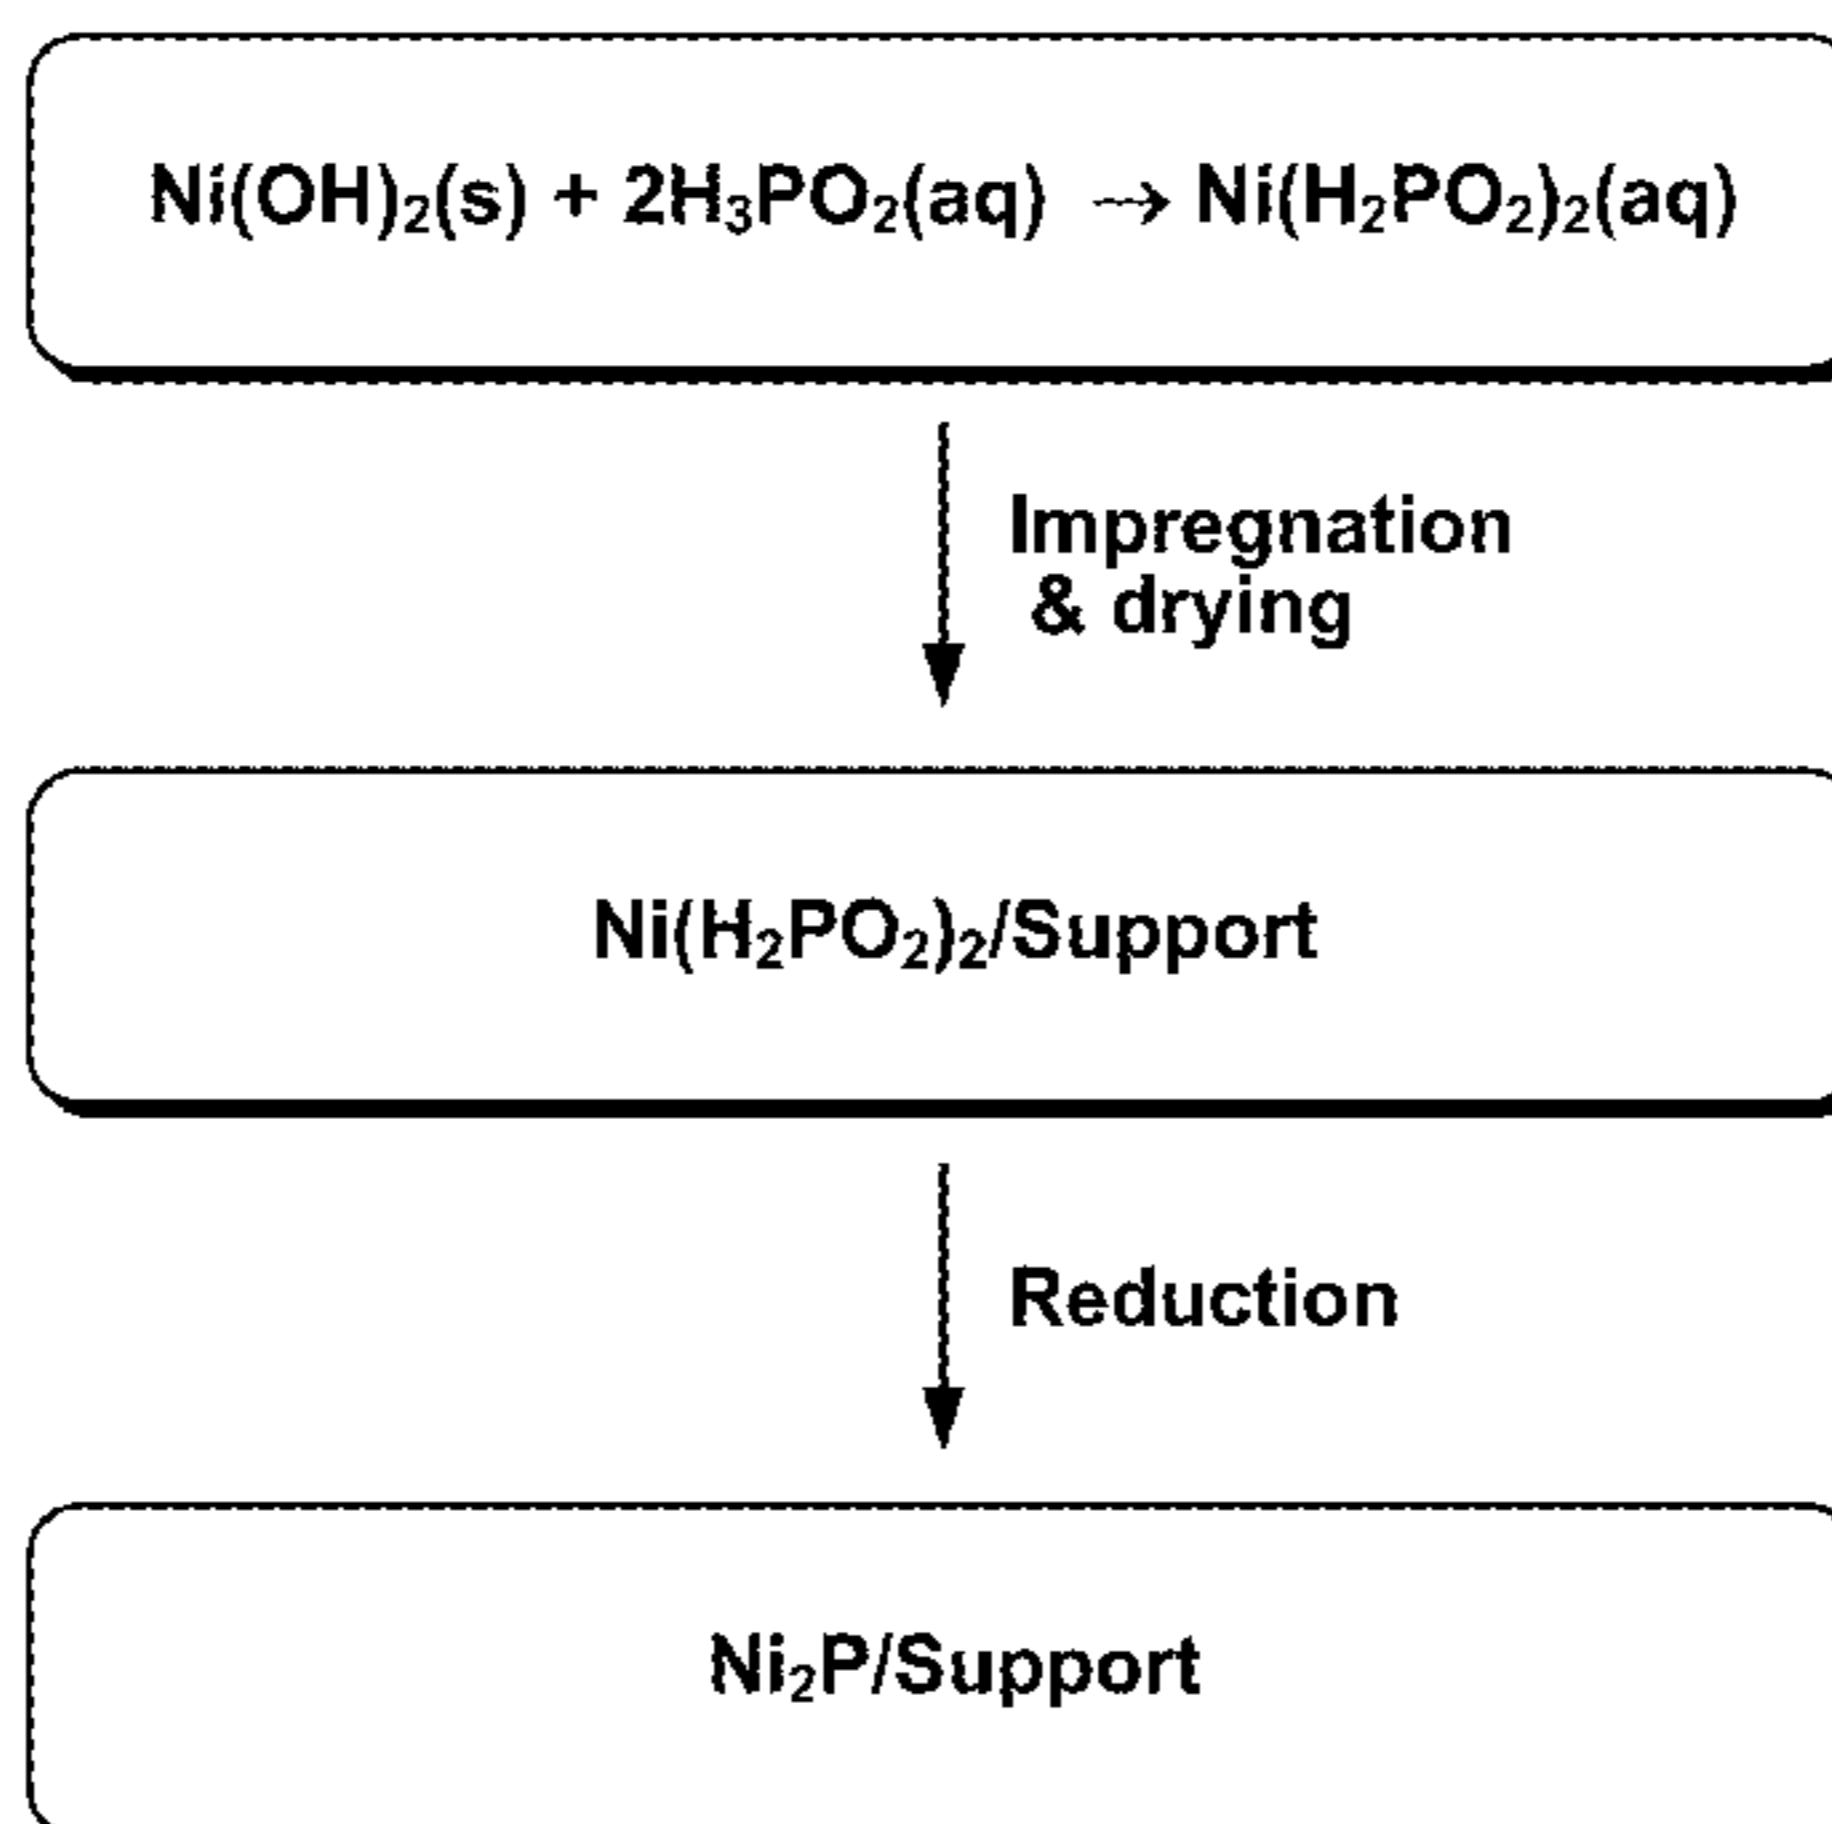 Ni(OH)₂(s) + 2H₃PO₂(aq) → Ni(H₂PO₂)₂(aq)
Impregnation
& drying
Ni(H₂PO₂)₂/Support
Reduction
Ni₂P/Support